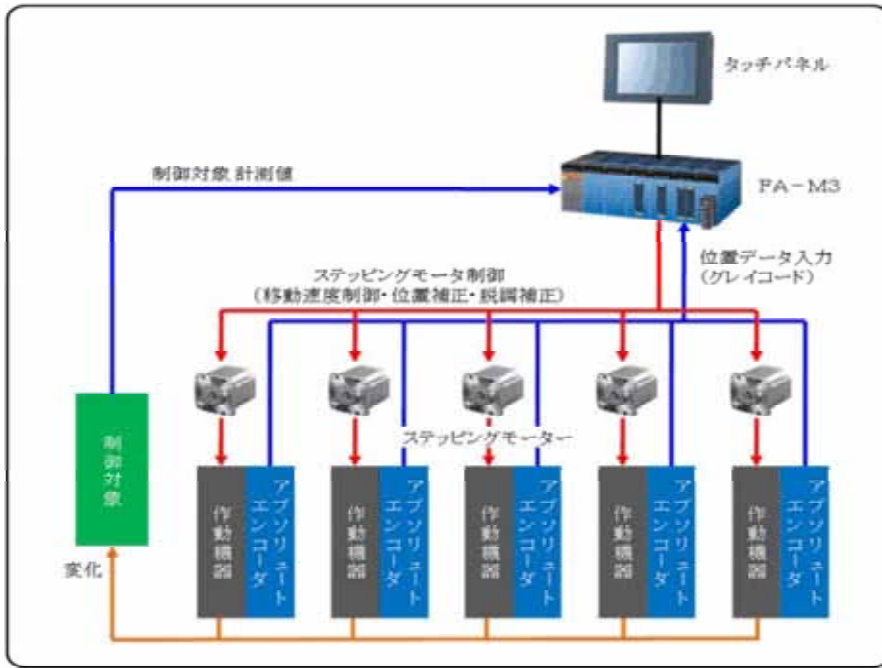 タッチパネル
制御対象 計測値
FA-M3
位置データ入力
(グレイコード)
ステッピングモータ制御
(移動速度制御・位置補正・脱調補正)
ステッピングモーター
制御対象
作動機器
アブソリュート
エンコーダ
作動機器
アブソリュート
エンコーダ
作動機器
アブソリュート
エンコーダ
作動機器
アブソリュート
エンコーダ
作動機器
アブソリュート
エンコーダ
変化